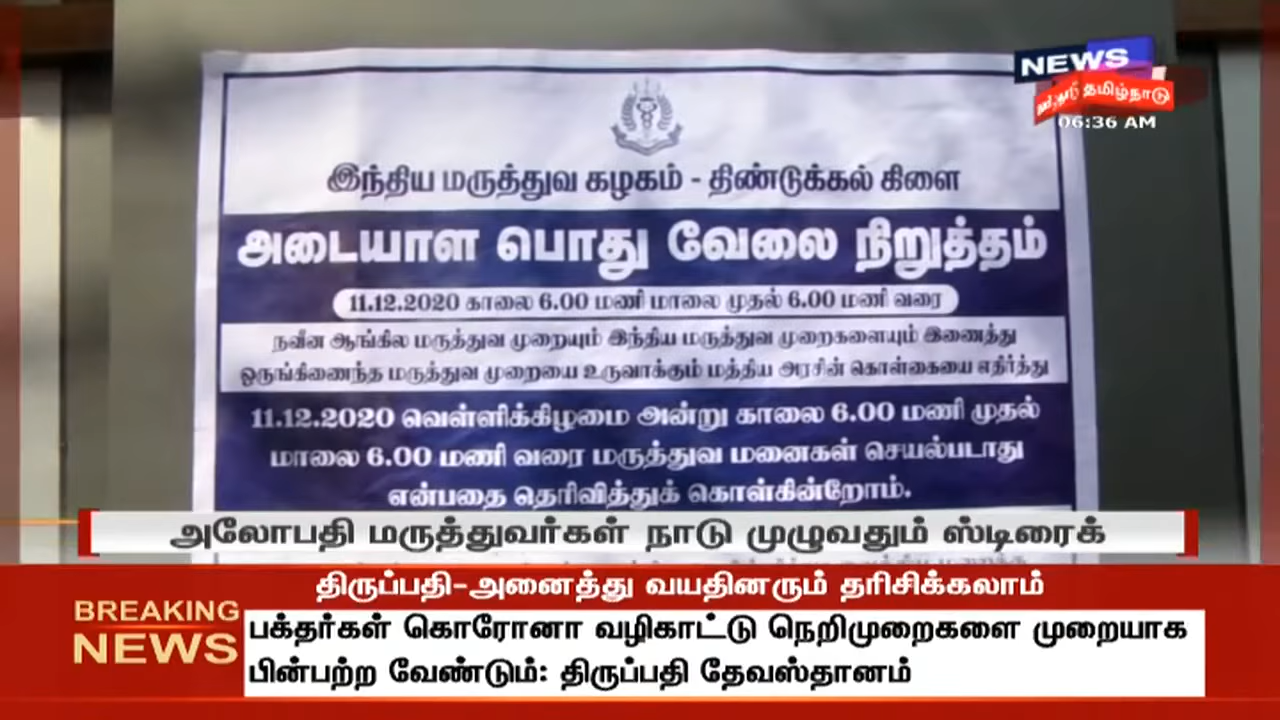 NEWS
தமிழ்நாடு
06:36 AM
இந்திய மருத்துவ கழகம் - திண்டுக்கல் கிளை
அடையாள பொது வேலை நிறுத்தம்
11.12.2020 காலை 6.00 மணி மாலை முதல் 6.00 மணி வரை
நவீன ஆங்கில மருத்துவ முறையும் இந்திய மருத்துவ முறைகளையும் இணைத்து
ஒருங்கிணைந்த மருத்துவ முறையை உருவாக்கும் மத்திய அரசின் கொள்கையை எதிர்த்து
11.12.2020 வெள்ளிக்கிழமை அன்று காலை 6.00 மணி முதல்
மாலை 6.00 மணி வரை மருத்துவ மனைகள் செயல்படாது
என்பதை தெரிவித்துக் கொள்கின்றோம்.
அலோபதி மருத்துவர்கள் நாடு முழுவதும் ஸ்டிரைக்
திருப்பதி-அனைத்து வயதினரும் தரிசிக்கலாம்
BREAKING
NEWS
பக்தர்கள் கொரோனா வழிகாட்டு நெறிமுறைகளை முறையாக
பின்பற்ற வேண்டும்: திருப்பதி தேவஸ்தானம்